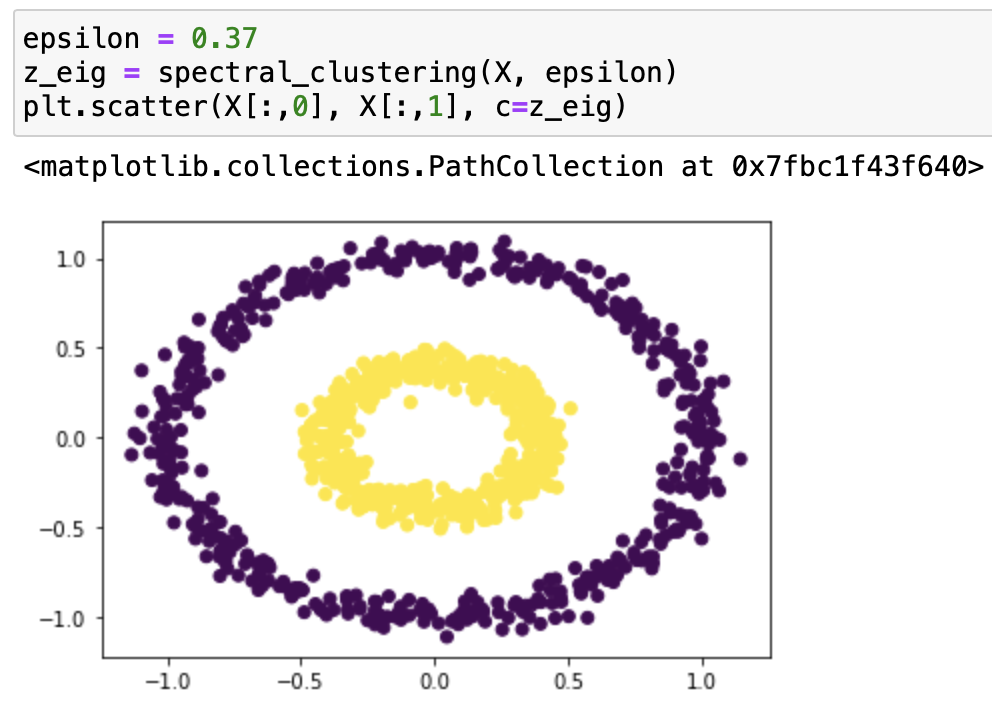 epsilon = 0.37
z_eig = spectral_clustering(X, epsilon)
plt.scatter(X[:,0], X[:,1], c=z_eig)
<matplotlib.collections.PathCollection at 0x7fbc1f43f640>
1.0
0.5
0.0
−0.5
−1.0
−1.0 −0.5 0.0 0.5 1.0